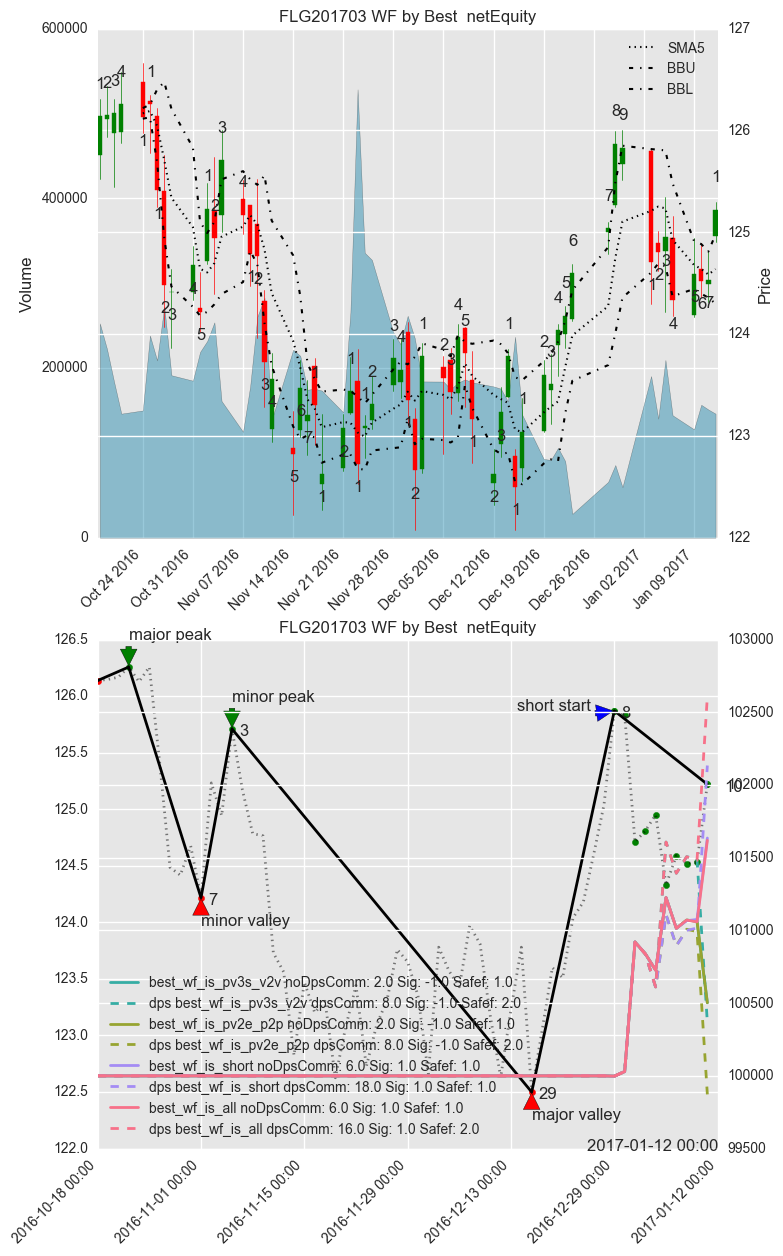 FLG201703 WF by Best netEquity
600000
400000
200000
0
Volume
127
126
125
124
123
122
Price
SMA5
BBU
BBL
Oct 24 2016
Oct 31 2016
Nov 07 2016
Nov 14 2016
Nov 21 2016
Nov 28 2016
Dec 05 2016
Dec 12 2016
Dec 19 2016
Dec 26 2016
Jan 02 2017
Jan 09 2017
FLG201703 WF by Best netEquity
126.5
126.0
125.5
125.0
124.5
124.0
123.5
123.0
122.5
122.0
103000
102500
102000
101500
101000
100500
100000
99500
major peak
minor peak
3
short start
8
10
7
minor valley
29
major valley
best_wf_is_pv3s_v2v noDpsComm: 2.0 Sig: -1.0 Safef: 1.0
dps best_wf_is_pv3s_v2v dpsComm: 8.0 Sig: -1.0 Safef: 2.0
best_wf_is_pv2e_p2p noDpsComm: 2.0 Sig: -1.0 Safef: 1.0
dps best_wf_is_pv2e_p2p dpsComm: 8.0 Sig: -1.0 Safef: 2.0
best_wf_is_short noDpsComm: 6.0 Sig: 1.0 Safef: 1.0
dps best_wf_is_short dpsComm: 18.0 Sig: 1.0 Safef: 1.0
best_wf_is_all noDpsComm: 6.0 Sig: 1.0 Safef: 1.0
dps best_wf_is_all dpsComm: 16.0 Sig: 1.0 Safef: 2.0
2017-01-12 00:00
2016-10-18 00:00
2016-11-01 00:00
2016-11-15 00:00
2016-11-29 00:00
2016-12-13 00:00
2016-12-29 00:00
2017-01-12 00:00